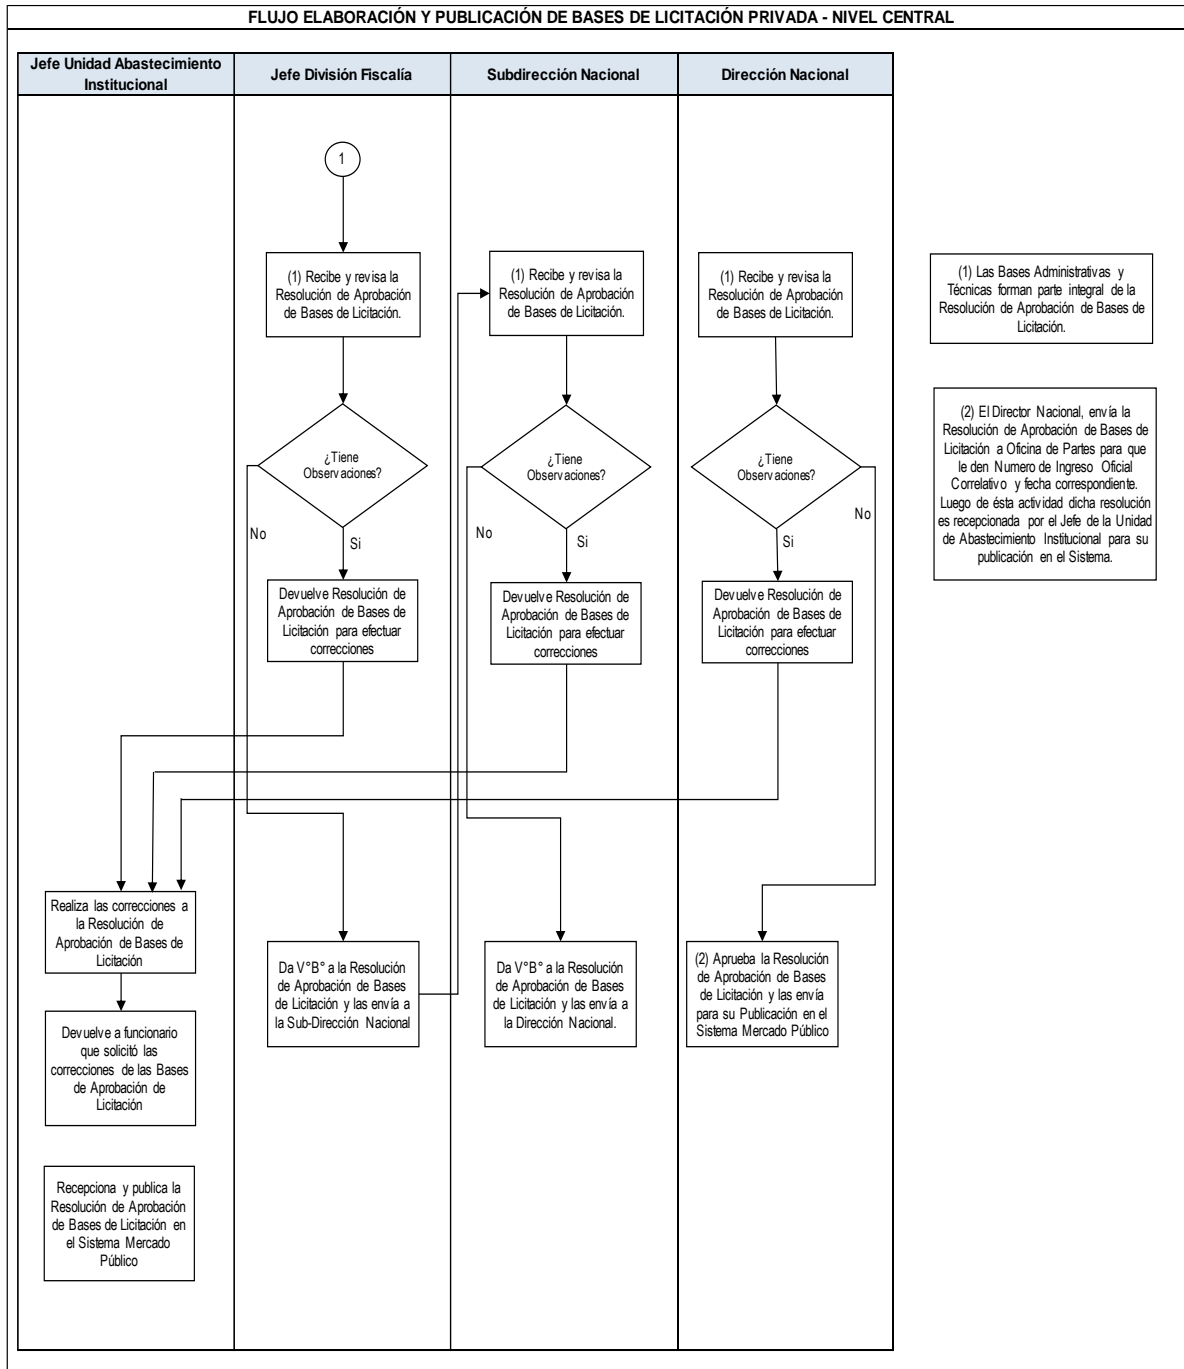 FLUJO ELABORACIÓN Y PUBLICACIÓN DE BASES DE LICITACIÓN PRIVADA - NIVEL CENTRAL
Jefe Unidad Abastecimiento
Institucional
Jefe División Fiscalía
Subdirección Nacional
Dirección Nacional
1
(1) Recibe y revisa la
Resolución de Aprobación
de Bases de Licitación.
(1) Recibe y revisa la
Resolución de Aprobación
de Bases de Licitación.
(1) Recibe y revisa la
Resolución de Aprobación
de Bases de Licitación.
(1) Las Bases Administrativas y
Técnicas forman parte integral de la
Resolución de Aprobación de Bases de
Licitación.
¿Tiene
Observaciones?
¿Tiene
Observaciones?
¿Tiene
Observaciones?
(2) El Director Nacional, envía la
Resolución de Aprobación de Bases de
Licitación a Oficina de Partes para que
le den Numero de Ingreso Oficial
Correlativo y fecha correspondiente.
Luego de ésta actividad dicha resolución
es recepcionada por el Jefe de la Unidad
de Abastecimiento Institucional para su
publicación en el Sistema.
No
Si
No
Si
No
Si
Devuelve Resolución de
Aprobación de Bases de
Licitación para efectuar
correcciones
Devuelve Resolución de
Aprobación de Bases de
Licitación para efectuar
correcciones
Devuelve Resolución de
Aprobación de Bases de
Licitación para efectuar
correcciones
Realiza las correcciones a
la Resolución de
Aprobación de Bases de
Licitación
Da V°B° a la Resolución
de Aprobación de Bases
de Licitación y las envía a
la Sub-Dirección Nacional
Da V°B° a la Resolución
de Aprobación de Bases
de Licitación y las envía a
la Dirección Nacional.
(2) Aprueba la Resolución
de Aprobación de Bases
de Licitación y las envía
para su Publicación en el
Sistema Mercado Público
Devuelve a funcionario
que solicitó las
correcciones de las Bases
de Aprobación de
Licitación
Recepciona y publica la
Resolución de Aprobación
de Bases de Licitación en
el Sistema Mercado
Público